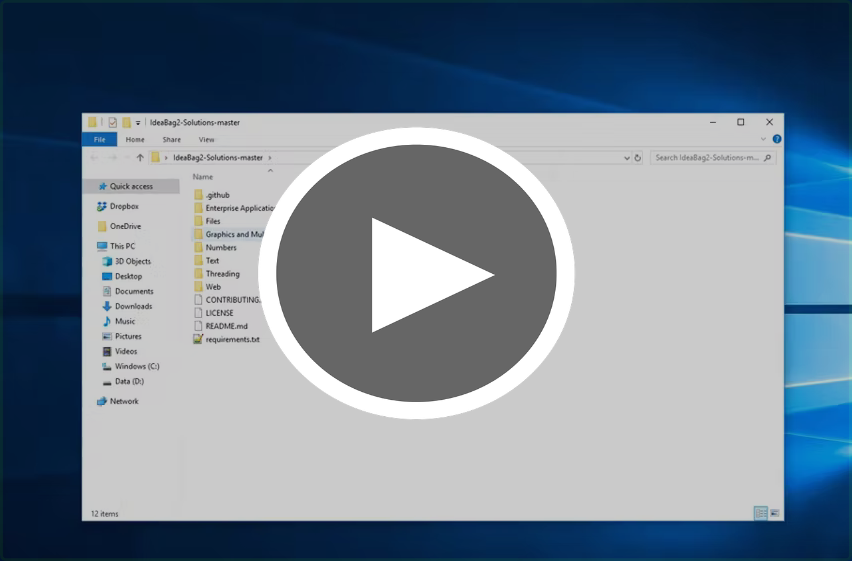 IdeaBag2-Solutions-master
File Home Share View
IdeaBag2-Solutions-master
Search IdeaBag2-Solutions-m...
Name
Quick access
Dropbox
OneDrive
This PC
3D Objects
Desktop
Documents
Downloads
Music
Pictures
Videos
Windows (C:)
Data (D:)
Network
.github
Enterprise Applicatio
Files
Graphics and Mul
Numbers
Text
Threading
Web
CONTRIBUTING.
LICENSE
README.md
requirements.txt
12 items